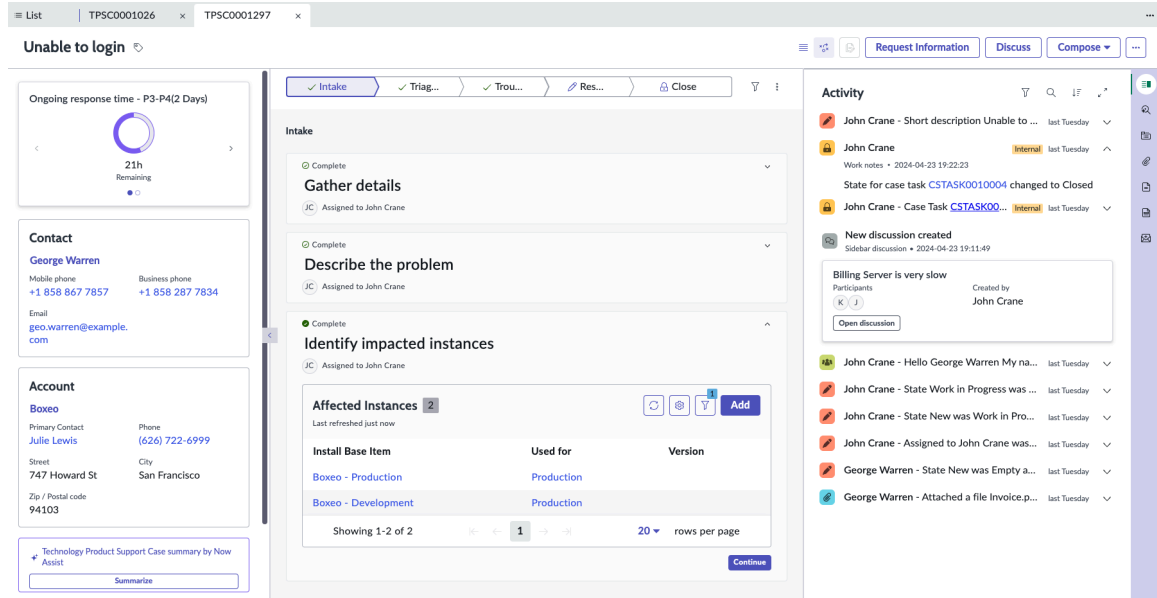 List
TPSC0001026
TPSC0001297
Unable to login
Request Information
Discuss
Compose
Ongoing response time - P3-P4(2 Days)
21h
Remaining
Contact
George Warren
Mobile phone
Business phone
+1 858 867 7857
+1 858 287 7834
Email
geo.warren@example.
com
Account
Boxeo
Primary Contact
Phone
Julie Lewis
(626) 722-6999
Street
City
747 Howard St
San Francisco
Zip / Postal code
94103
Technology Product Support Case summary by Now
Assist
Summarize
Intake
Triag...
Trou...
Res...
Close
Intake
Complete
Gather details
JC Assigned to John Crane
Complete
Describe the problem
JC Assigned to John Crane
Complete
Identify impacted instances
JC Assigned to John Crane
Affected Instances 2
1
Add
Last refreshed just now
Install Base Item Used for Version
Boxeo - Production Production
Boxeo - Development Production
Showing 1-2 of 2
1
20 rows per page
Continue
Activity
John Crane - Short description Unable to ... last Tuesday
John Crane Internal last Tuesday
Work notes • 2024-04-23 19:22:23
State for case task CSTASK0010004 changed to Closed
John Crane - Case Task CSTASK00... Internal last Tuesday
New discussion created
Sidebar discussion • 2024-04-23 19:11:49
Billing Server is very slow
Participants
Created by
K J
John Crane
Open discussion
John Crane - Hello George Warren My na... last Tuesday
John Crane - State Work in Progress was ... last Tuesday
John Crane - State New was Work in Pro... last Tuesday
John Crane - Assigned to John Crane was... last Tuesday
George Warren - State New was Empty a... last Tuesday
George Warren - Attached a file Invoice.p... last Tuesday